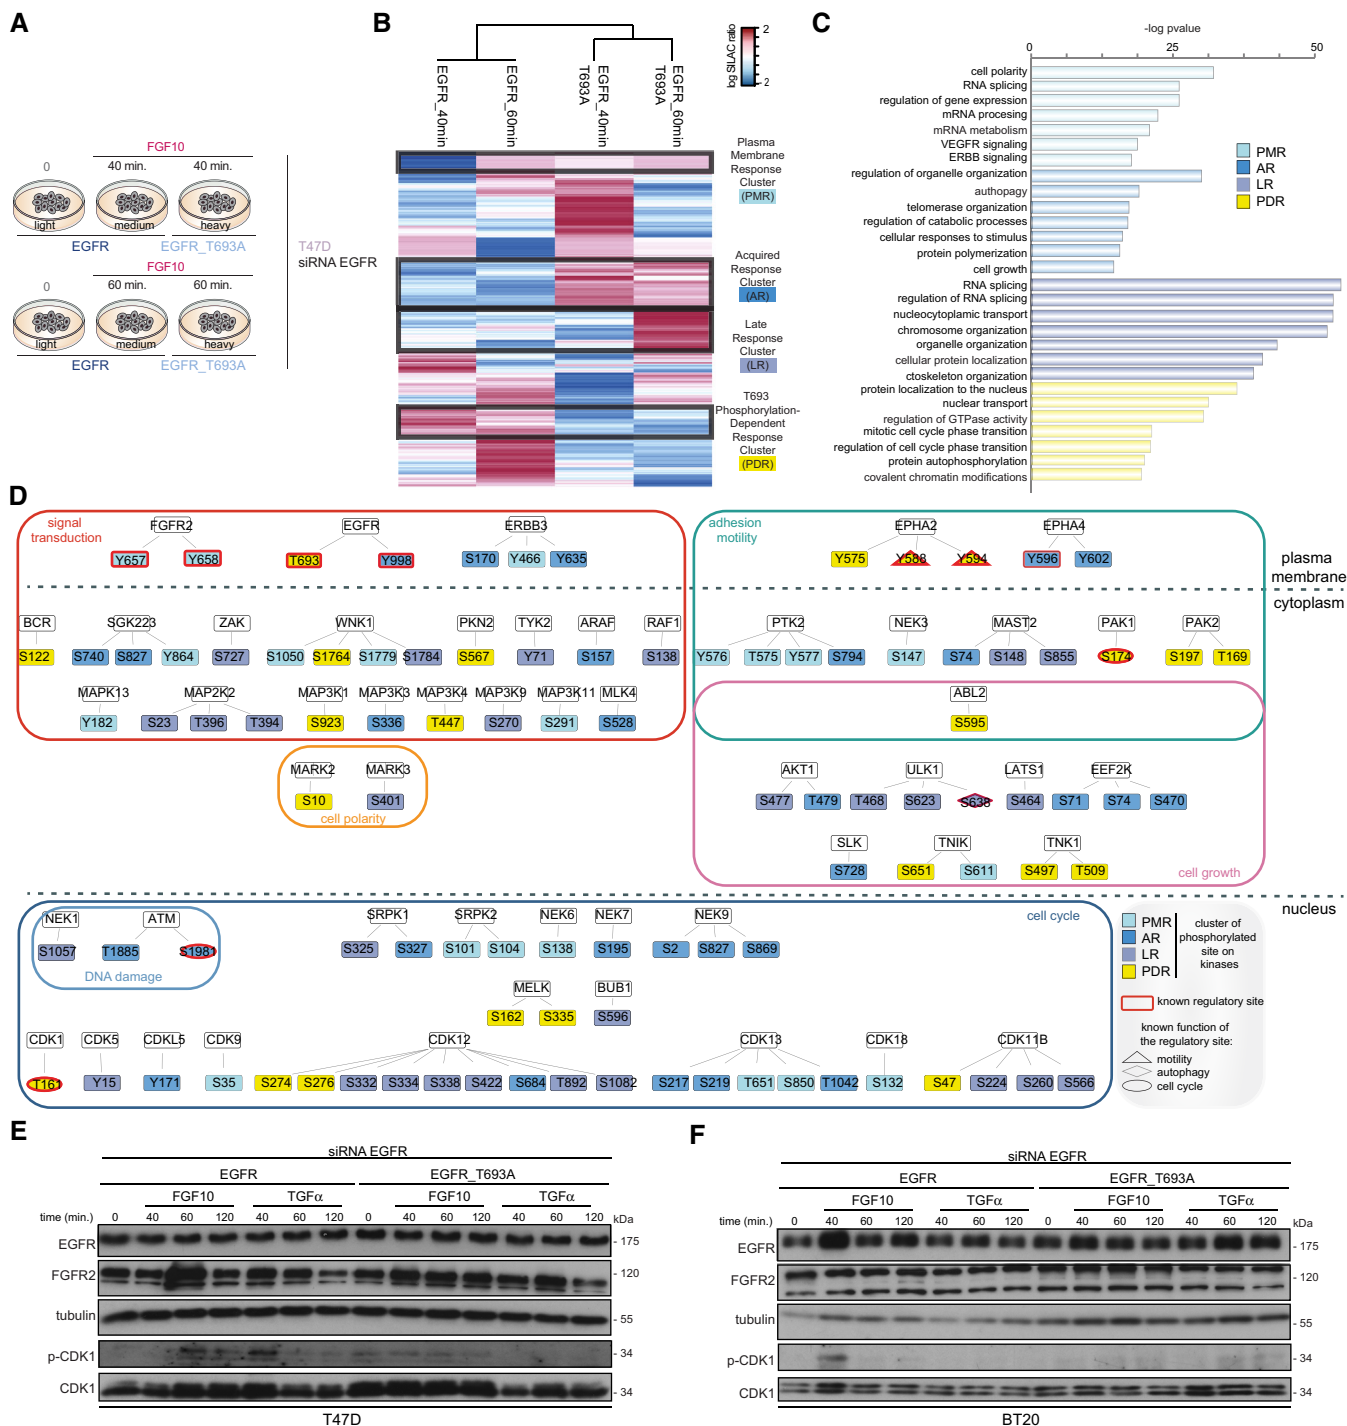 A
FGF10
0
40 min.
40 min.
light
medium
heavy
EGFR
EGFR_T693A
FGF10
0
60 min.
60 min.
light
medium
heavy
EGFR
EGFR_T693A
T47D
siRNA EGFR
B
2
log SILAC ratio
-2
EGFR_40min
EGFR_60min
EGFR_40min
T693A
EGFR_60min
T693A
Plasma
Membrane
Response
Cluster
(PMR)
Acquired
Response
Cluster
(AR)
Late
Response
Cluster
(LR)
T693
Phosphorylation-
Dependent
Response
Cluster
(PDR)
C
-log pvalue
0
25
50
cell polarity
RNA splicing
regulation of gene expression
mRNA procesing
mRNA metabolism
VEGFR signaling
ERBB signaling
regulation of organelle organization
autopagy
telomerase organization
regulation of catabolic processes
cellular responses to stimulus
protein polymerization
cell growth
RNA splicing
regulation of RNA splicing
nucleocytoplamic transport
chromosome organization
organelle organization
cellular protein localization
ctoskeleton organization
protein localization to the nucleus
nuclear transport
regulation of GTPase activity
mitotic cell cycle phase transition
regulation of cell cycle phase transition
protein autophosphorylation
covalent chromatin modifications
PMR
AR
LR
PDR
D
signal
transduction
FGFR2
EGFR
ERBB3
Y657
Y658
T693
Y998
S170
Y466
Y635
adhesion
motility
EPHA2
EPHA4
Y575
Y588
Y594
Y596
Y602
plasma
membrane
cytoplasm
BCR
SGK223
ZAK
WNK1
PKN2
TYK2
ARAF
RAF1
S122
S740
S827
Y864
S727
S1050
S1764
S1779
S1784
S567
Y71
S157
S138
PTK2
NEK3
MAST2
PAK1
PAK2
Y576
T575
Y577
S794
S147
S74
S148
S855
S174
S197
T169
MAPK13
MAP2K2
MAP3K1
MAP3K3
MAP3K4
MAP3K9
MAP3K11
MLK4
Y182
S23
T396
T394
S923
S336
T447
S270
S291
S528
ABL2
S595
MARK2
MARK3
S10
S401
cell polarity
AKT1
ULK1
LATS1
EEF2K
S477
T479
T468
S623
S638
S464
S71
S74
S470
SLK
TNIK
TNK1
S728
S651
S611
S497
T509
cell growth
nucleus
NEK1
ATM
S1057
T1885
S1981
DNA damage
SRPK1
SRPK2
NEK6
NEK7
NEK9
S325
S327
S101
S104
S138
S195
S2
S827
S869
cell cycle
MELK
BUB1
S162
S335
S596
CDK1
CDK5
CDKL5
CDK9
CDK12
CDK13
CDK18
CDK11B
T161
Y15
Y171
S35
S274
S276
S332
S334
S338
S422
S684
T892
S1082
S217
S219
T651
S850
T1042
S132
S47
S224
S260
S566
PMR
AR
LR
PDR
cluster of
phosphorylated
site on
kinases
known regulatory site
known function of
the regulatory site:
motility
autophagy
cell cycle
E
siRNA EGFR
EGFR
EGFR_T693A
FGF10
TGFα
FGF10
TGFα
time (min.)
0
40
60
120
40
60
120
0
40
60
120
40
60
120
kDa
EGFR
- 175
FGFR2
- 120
tubulin
- 55
p-CDK1
- 34
CDK1
- 34
T47D
F
siRNA EGFR
EGFR
EGFR_T693A
FGF10
TGFα
FGF10
TGFα
time (min.)
0
40
60
120
40
60
120
0
40
60
120
40
60
120
kDa
EGFR
- 175
FGFR2
- 120
tubulin
- 55
p-CDK1
- 34
CDK1
- 34
BT20